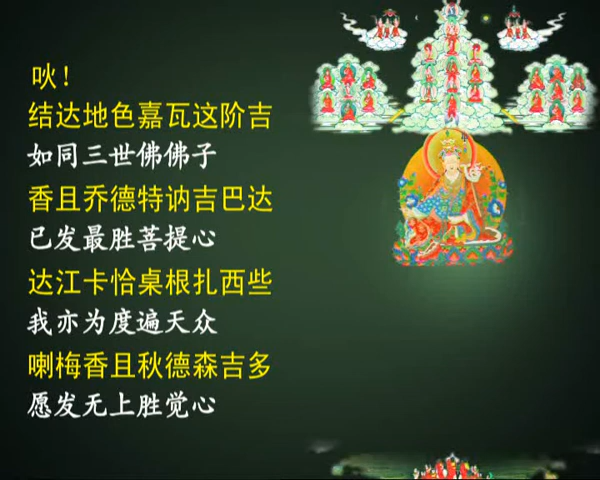 吙！
结达地色嘉瓦这阶吉
如同三世佛佛子
香且乔德特讷吉巴达
已发最胜菩提心
达江卡恰桌根扎西些
我亦为度遍天众
喇梅香且秋德森吉多
愿发无上胜觉心